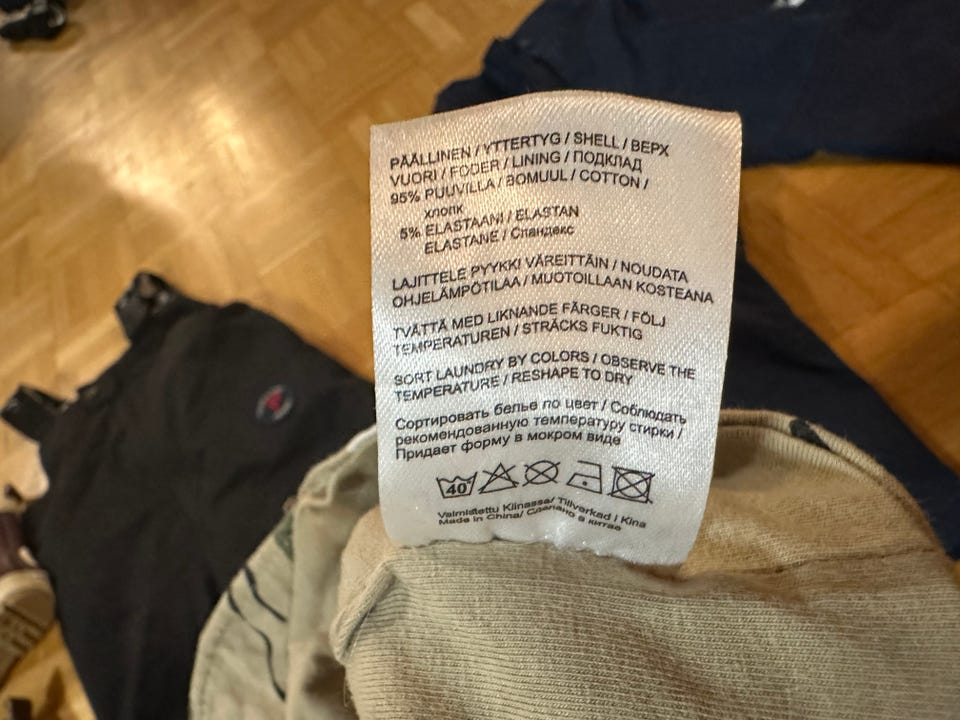 PÄÄLLINEN / YTTERTYG / SHELL / ВЕРХ
VUORI / FODER / LINING / ПОДКЛАД
95% PUUVILLA / BOMUUL / COTTON /
хлопк
5% ELASTAANI / ELASTAN
ELASTANE / Спандекс
LAJITTELE PYYKKI VÄREITTÄIN / NOUDATA
OHJELÄMPÖTILAA / MUOTOILLAAN KOSTEANA
TVÄTTÄ MED LIKNANDE FÄRGER / FÖLJ
TEMPERATUREN / STRÄCKS FUKTIG
SORT LAUNDRY BY COLORS / OBSERVE THE
TEMPERATURE / RESHAPE TO DRY
Сортировать белье по цвет / Соблюдать
рекомендованную температуру стирки /
Придает форму в мокром виде
40
Valmistettu Kiinassa/ Tillverkad i Kina
Made in China/ Сделано в китае